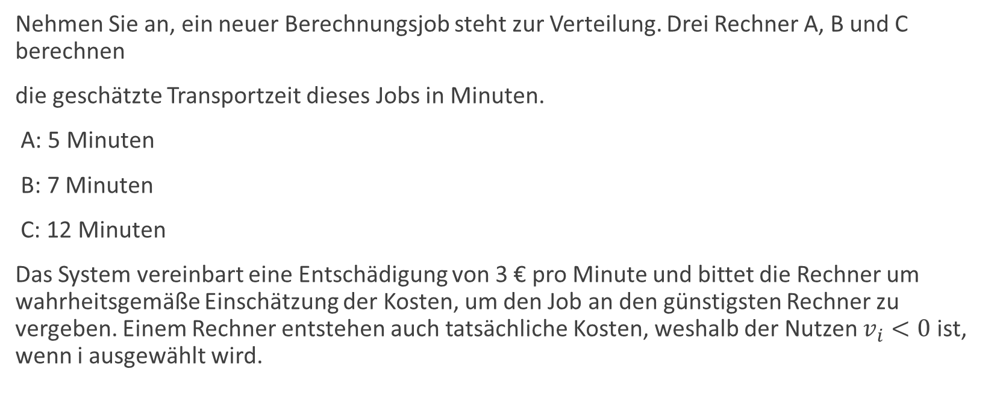 Nehmen Sie an, ein neuer Berechnungsjob steht zur Verteilung. Drei Rechner A, B und C
berechnen
die geschätzte Transportzeit dieses Jobs in Minuten.
A: 5 Minuten
B: 7 Minuten
C: 12 Minuten
Das System vereinbart eine Entschädigung von 3 € pro Minute und bittet die Rechner um
wahrheitsgemäße Einschätzung der Kosten, um den Job an den günstigsten Rechner zu
vergeben. Einem Rechner entstehen auch tatsächliche Kosten, weshalb der Nutzen 𝑣ᵢ < 0 ist,
wenn i ausgewählt wird.